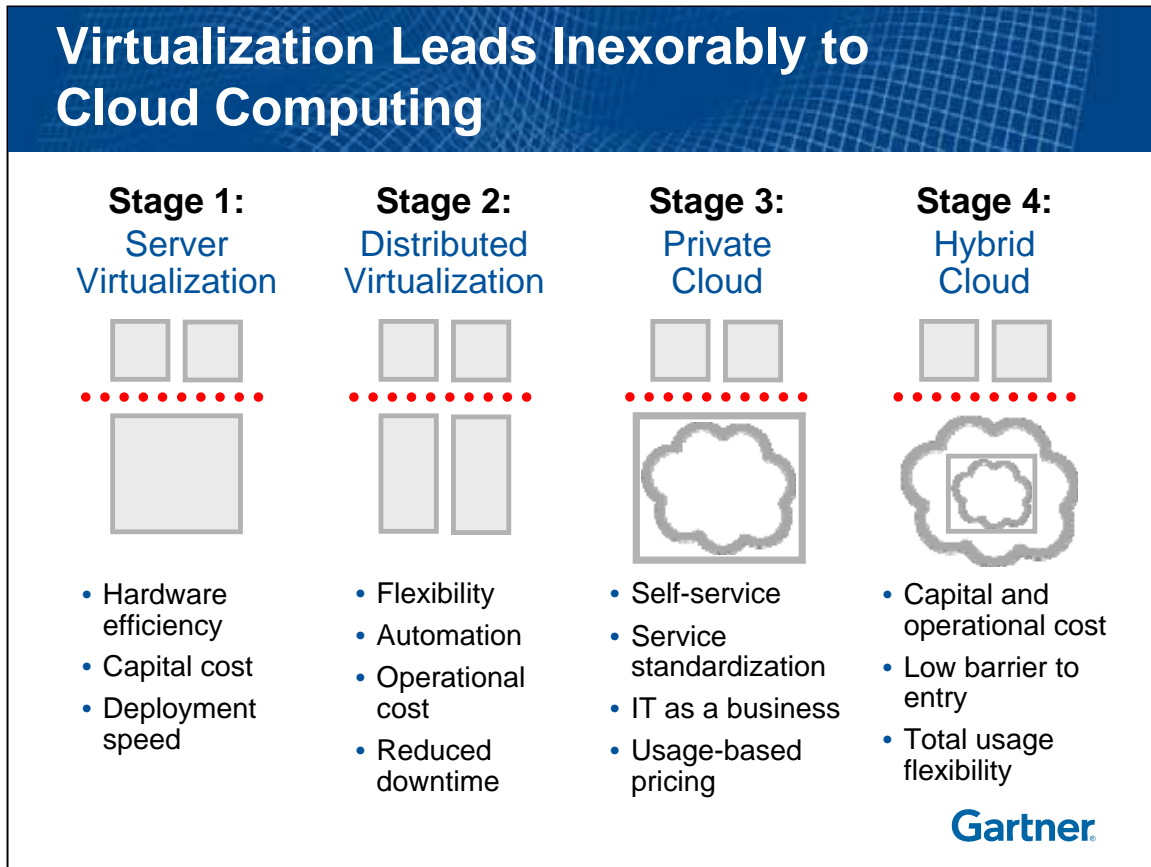 Virtualization Leads Inexorably to
Cloud Computing
Stage 1:
Server
Virtualization
• Hardware
efficiency
• Capital cost
• Deployment
speed
Stage 2:
Distributed
Virtualization
• Flexibility
• Automation
• Operational
cost
• Reduced
downtime
Stage 3:
Private
Cloud
• Self-service
• Service
standardization
• IT as a business
• Usage-based
pricing
Stage 4:
Hybrid
Cloud
• Capital and
operational cost
• Low barrier to
entry
• Total usage
flexibility
Gartner®